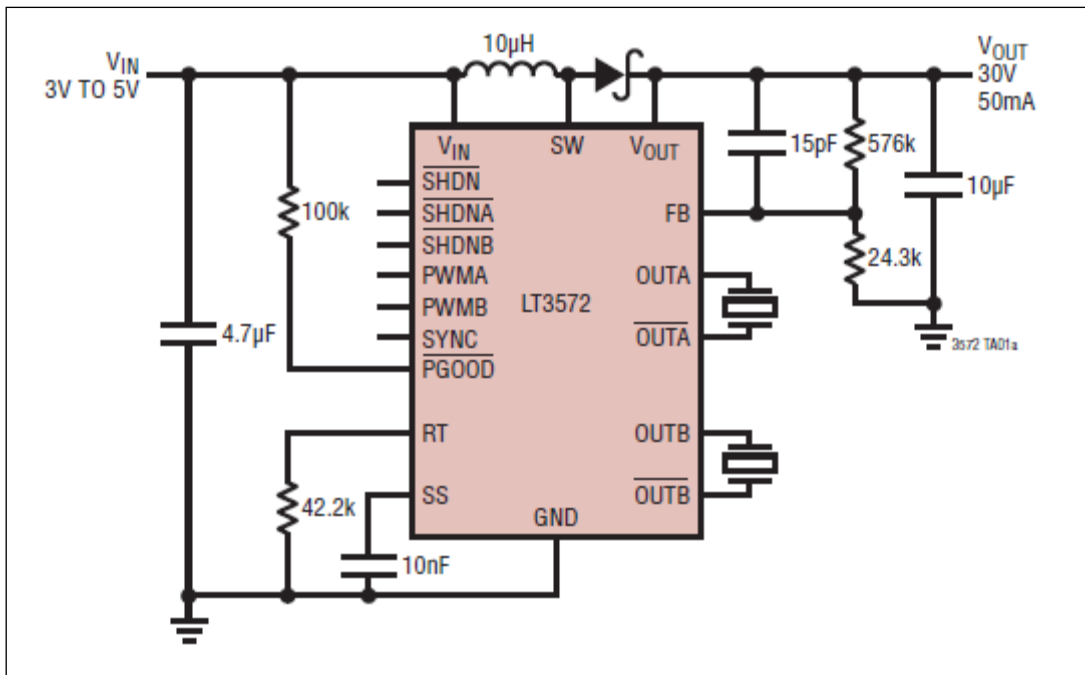 10µH
VIN
3V TO 5V
VOUT
30V
50mA
VIN
SW
VOUT
SHDN
SHDNA
SHDNB
PWMA
PWMB
SYNC
PGOOD
RT
SS
GND
LT3572
FB
OUTA
OUTA
OUTB
OUTB
100k
4.7µF
42.2k
10nF
15pF
576k
10µF
24.3k
3572 TA01a